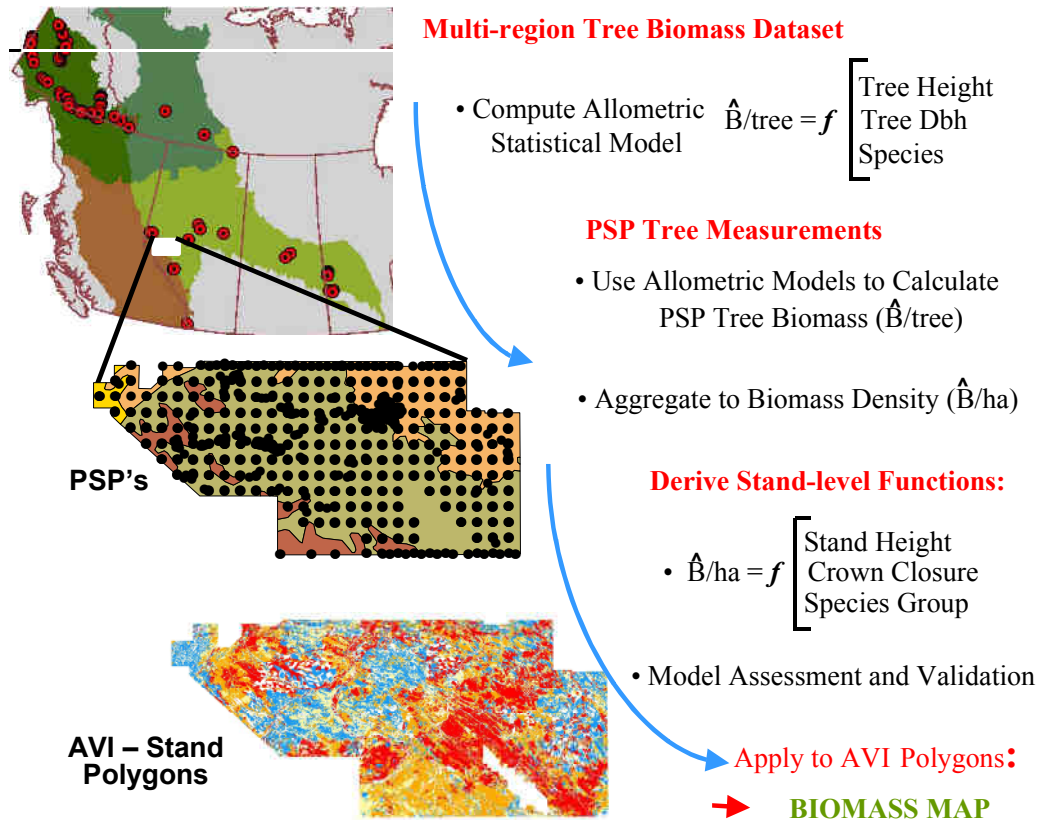 Multi-region Tree Biomass Dataset
• Compute Allometric
Statistical Model
B̂/tree = f
Tree Height
Tree Dbh
Species
PSP Tree Measurements
• Use Allometric Models to Calculate
PSP Tree Biomass (B̂/tree)
• Aggregate to Biomass Density (B̂/ha)
PSP's
Derive Stand-level Functions:
• B̂/ha = f
Stand Height
Crown Closure
Species Group
• Model Assessment and Validation
AVI – Stand
Polygons
Apply to AVI Polygons:
BIOMASS MAP